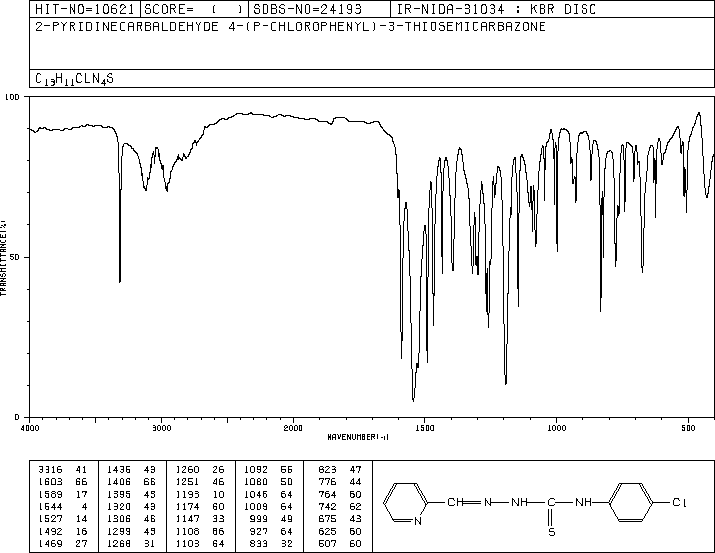 HIT-NO=10621 SCORE= ( ) SDBS-NO=24193 IR-NIDA-31034 : KBR DISC
2-PYRIDINECARBALDEHYDE 4-(P-CHLOROPHENYL)-3-THIOSEMICARBAZONE
C13H11CLN4S
100
50
0
TRANSMITTANCE(%)
4000 3000 2000 1500 1000 500
WAVENUMBER(-1)
3316 41 1436 49 1260 26 1092 56 823 47
1603 66 1406 66 1251 46 1080 50 776 44
1589 17 1395 45 1193 10 1046 64 764 60
1544 4 1320 43 1174 60 1009 64 742 62
1527 14 1306 46 1147 33 999 49 675 43
1492 16 1299 43 1108 66 927 64 625 60
1469 27 1268 31 1103 64 833 32 507 60
N CH N NH C S NH Cl